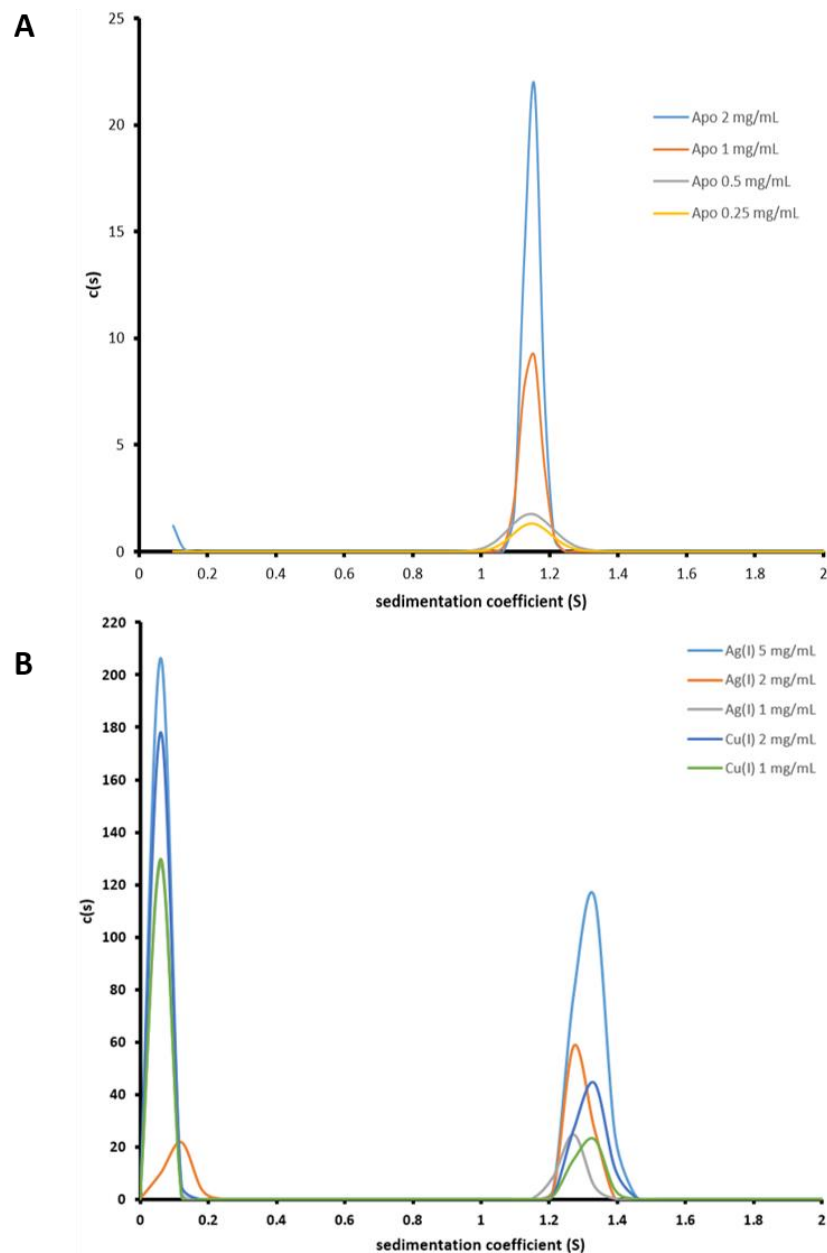 A
25
20
15
10
5
0
c(s)
Apo 2 mg/mL
Apo 1 mg/mL
Apo 0.5 mg/mL
Apo 0.25 mg/mL
0 0.2 0.4 0.6 0.8 1 1.2 1.4 1.6 1.8 2
sedimentation coefficient (S)
B
220
200
180
160
140
120
100
80
60
40
20
0
c(s)
Ag(I) 5 mg/mL
Ag(I) 2 mg/mL
Ag(I) 1 mg/mL
Cu(I) 2 mg/mL
Cu(I) 1 mg/mL
0 0.2 0.4 0.6 0.8 1 1.2 1.4 1.6 1.8 2
sedimentation coefficient (S)